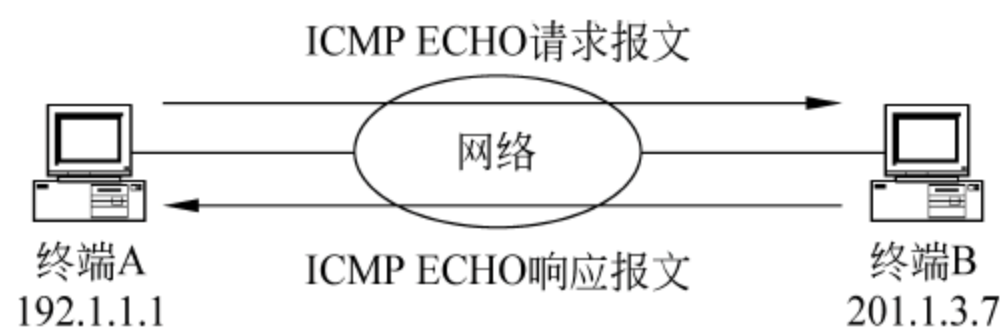 ICMP ECHO请求报文
网络
ICMP ECHO响应报文
终端A
192.1.1.1
终端B
201.1.3.7